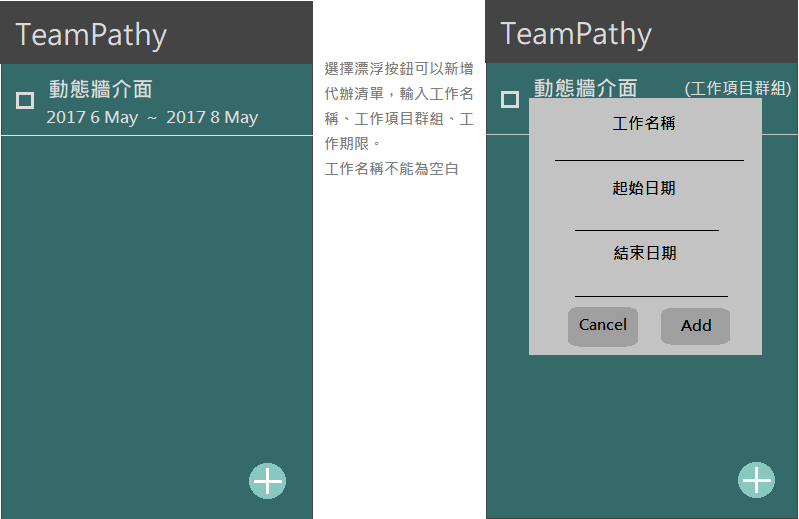 TeamPathy
動態牆介面
2017 6 May ~ 2017 8 May
選擇漂浮按鈕可以新增
代辦清單，輸入工作名
稱、工作項目群組、工
作期限。
工作名稱不能為空白
TeamPathy
動態牆介面 (工作項目群組)
工作名稱
起始日期
結束日期
Cancel Add